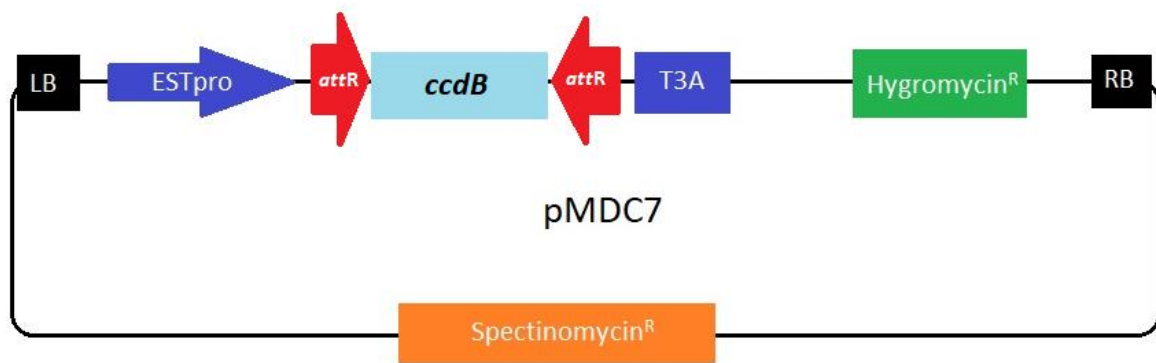 LB ESTpro attR ccdB attR T3A Hygromycinᴿ RB
pMDC7
Spectinomycinᴿ